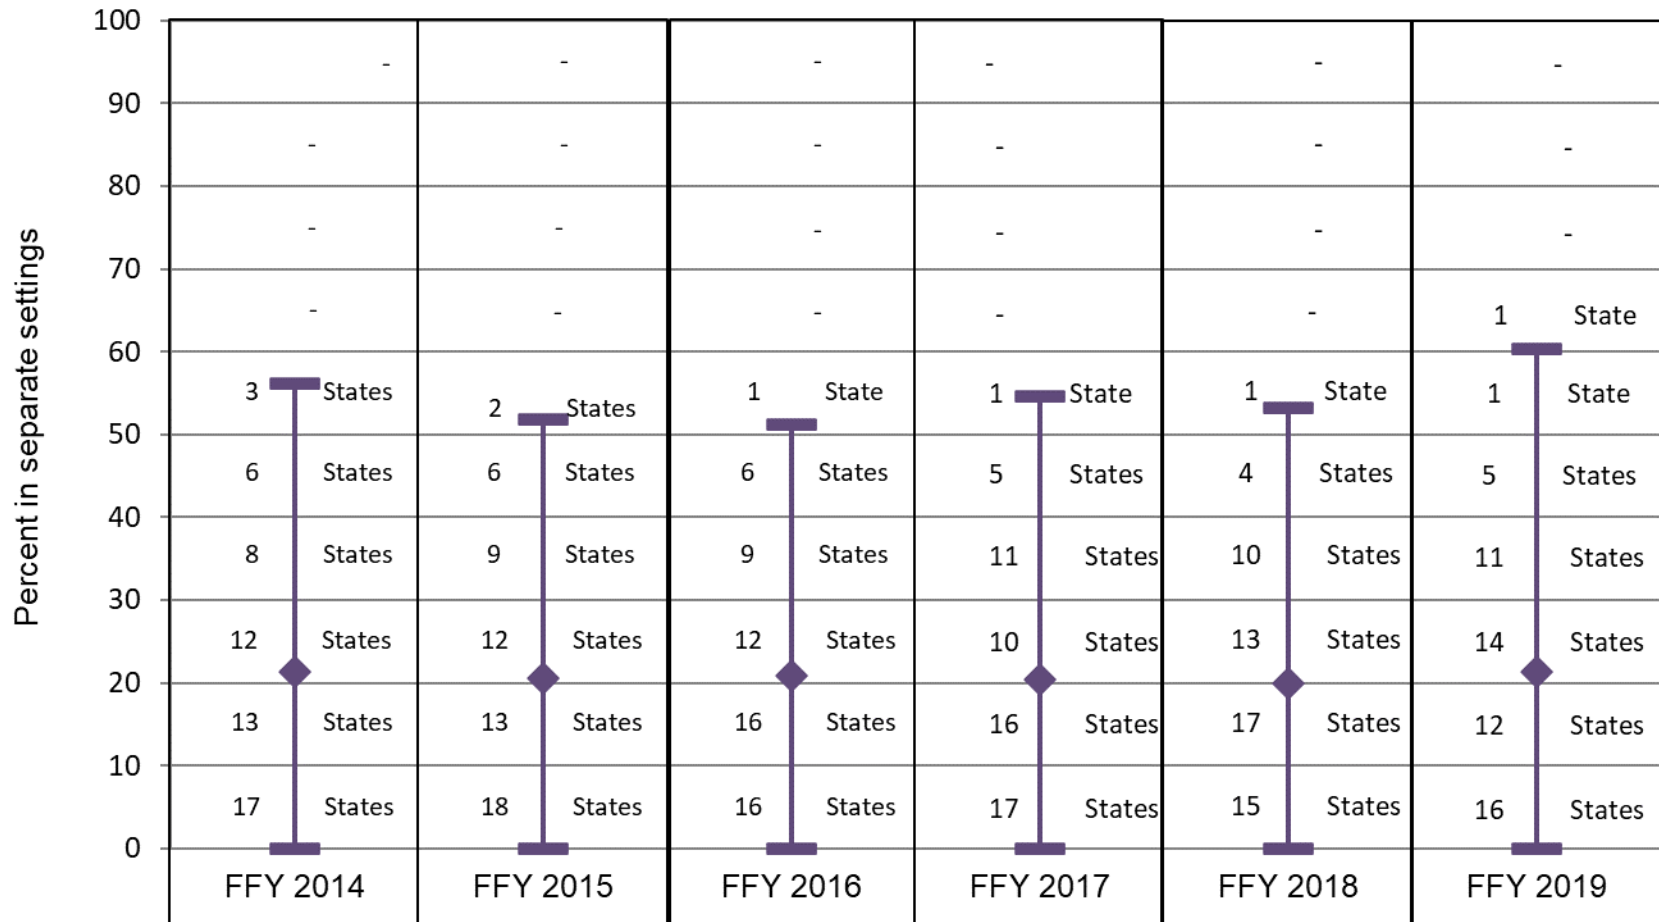 Percent in separate settings
100
- - - - - -
90
- - - - - -
80
- - - - - -
70
- - - - - 1 State
60
3 States 2 States 1 State 1 State 1 State 1 State
50
6 States 6 States 6 States 5 States 4 States 5 States
40
8 States 9 States 9 States 11 States 10 States 11 States
30
12 States 12 States 12 States 10 States 13 States 14 States
20
13 States 13 States 16 States 16 States 17 States 12 States
10
17 States 18 States 16 States 17 States 15 States 16 States
0
FFY 2014 FFY 2015 FFY 2016 FFY 2017 FFY 2018 FFY 2019